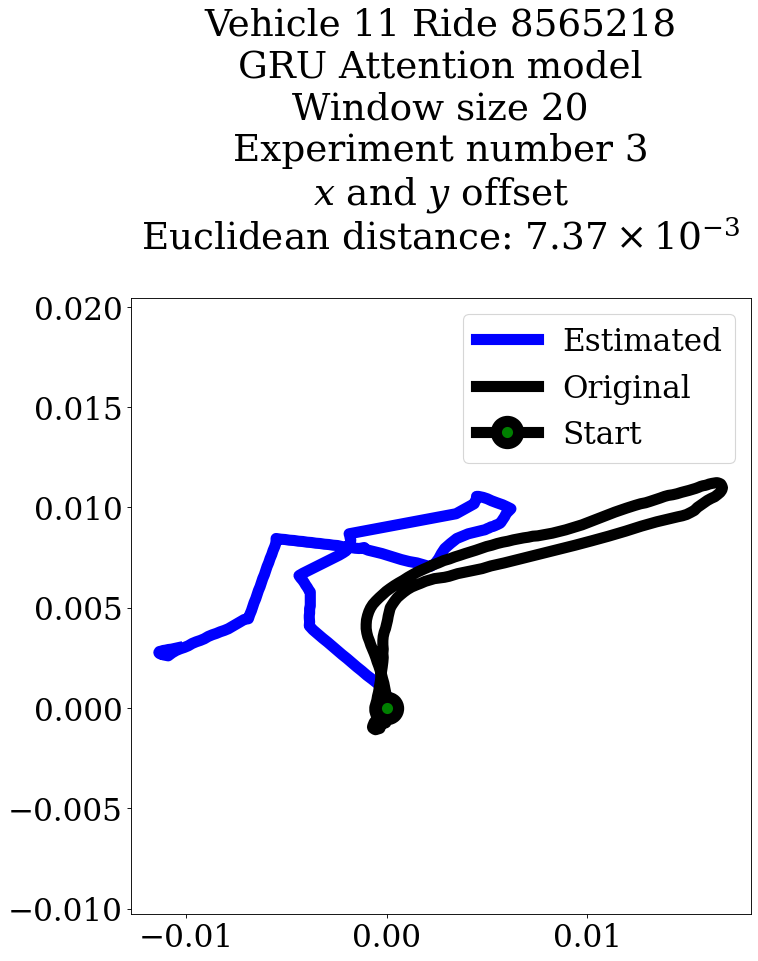 Vehicle 11 Ride 8565218
GRU Attention model
Window size 20
Experiment number 3
x and y offset
Euclidean distance: 7.37 × 10⁻³
Estimated
Original
Start
0.020
0.015
0.010
0.005
0.000
−0.005
−0.010
−0.01 0.00 0.01